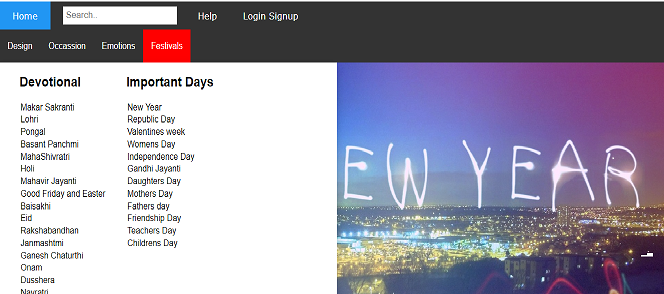 Home Search.. Help Login Signup
Design Occassion Emotions Festivals
Devotional
Makar Sakranti
Lohri
Pongal
Basant Panchmi
MahaShivratri
Holi
Mahavir Jayanti
Good Friday and Easter
Baisakhi
Eid
Rakshabandhan
Janmashtmi
Ganesh Chaturthi
Onam
Dusshera
Navratri
Important Days
New Year
Republic Day
Valentines week
Womens Day
Independence Day
Gandhi Jayanti
Daughters Day
Mothers Day
Fathers day
Friendship Day
Teachers Day
Childrens Day
EW YEAR